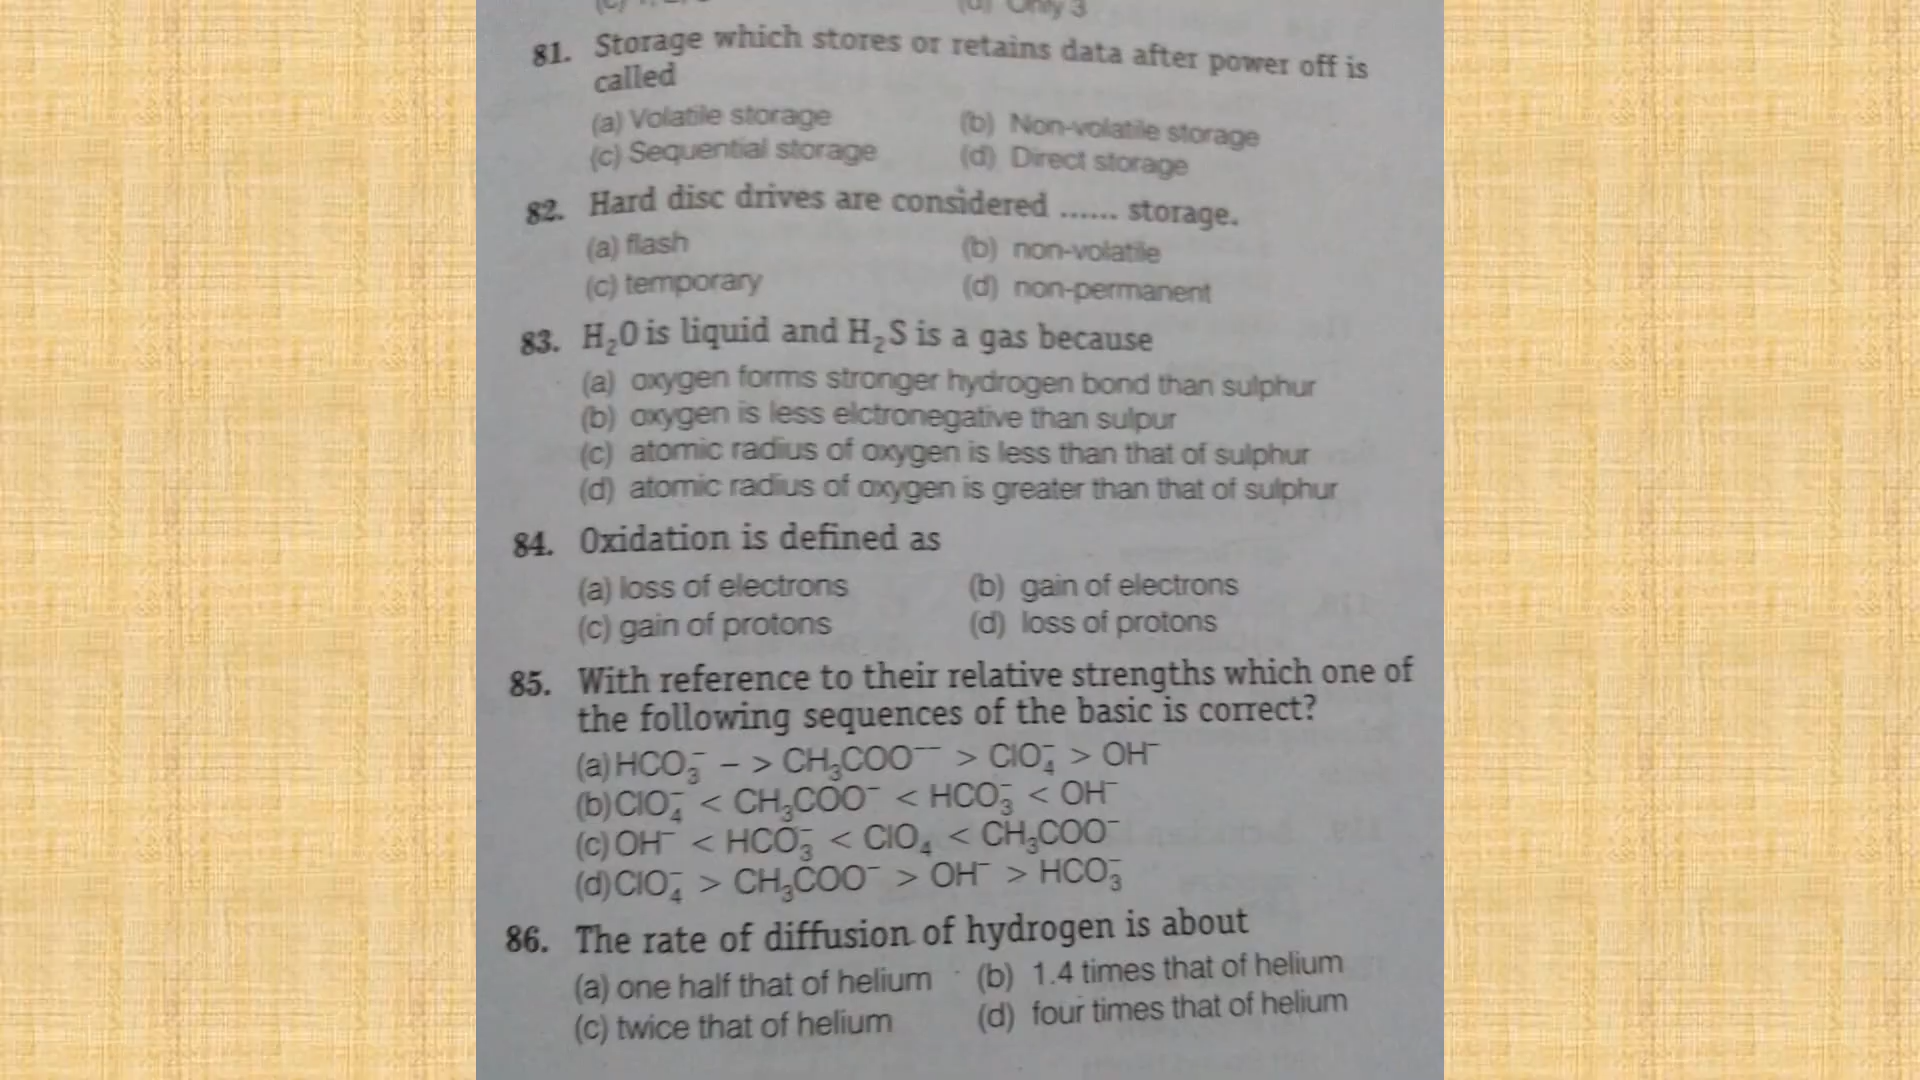 (d) Only 3
81. Storage which stores or retains data after power off is
called
(a) Volatile storage (b) Non-volatile storage
(c) Sequential storage (d) Direct storage
82. Hard disc drives are considered ...... storage.
(a) flash (b) non-volatile
(c) temporary (d) non-permanent
83. H₂O is liquid and H₂S is a gas because
(a) oxygen forms stronger hydrogen bond than sulphur
(b) oxygen is less elctronegative than sulpur
(c) atomic radius of oxygen is less than that of sulphur
(d) atomic radius of oxygen is greater than that of sulphur
84. Oxidation is defined as
(a) loss of electrons (b) gain of electrons
(c) gain of protons (d) loss of protons
85. With reference to their relative strengths which one of
the following sequences of the basic is correct?
(a) HCO₃⁻ – > CH₃COO⁻⁻ > ClO₄⁻ > OH⁻
(b) ClO₄⁻ < CH₃COO⁻ < HCO₃⁻ < OH⁻
(c) OH⁻ < HCO₃⁻ < ClO₄ < CH₃COO⁻
(d) ClO₄⁻ > CH₃COO⁻ > OH⁻ > HCO₃⁻
86. The rate of diffusion of hydrogen is about
(a) one half that of helium (b) 1.4 times that of helium
(c) twice that of helium (d) four times that of helium